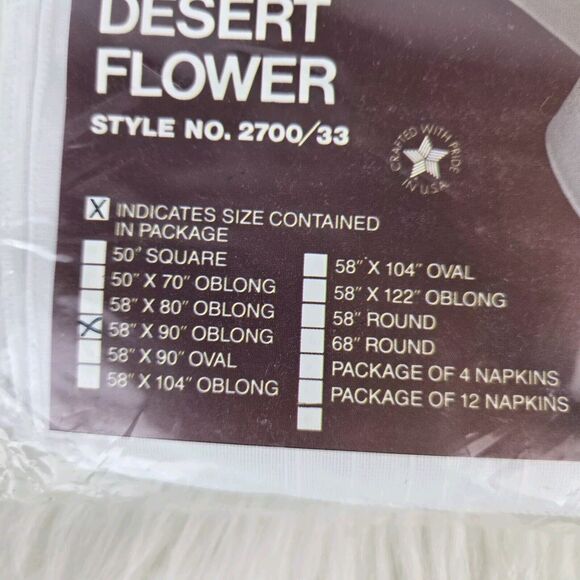 DESERT
FLOWER
STYLE NO. 2700/33
CRAFTED WITH PRIDE
IN U.S.A.
X INDICATES SIZE CONTAINED
IN PACKAGE
50" SQUARE
50" X 70" OBLONG
58" X 80" OBLONG
X 58" X 90" OBLONG
58" X 90" OVAL
58" X 104" OBLONG
58" X 104" OVAL
58" X 122" OBLONG
58" ROUND
68" ROUND
PACKAGE OF 4 NAPKINS
PACKAGE OF 12 NAPKINS